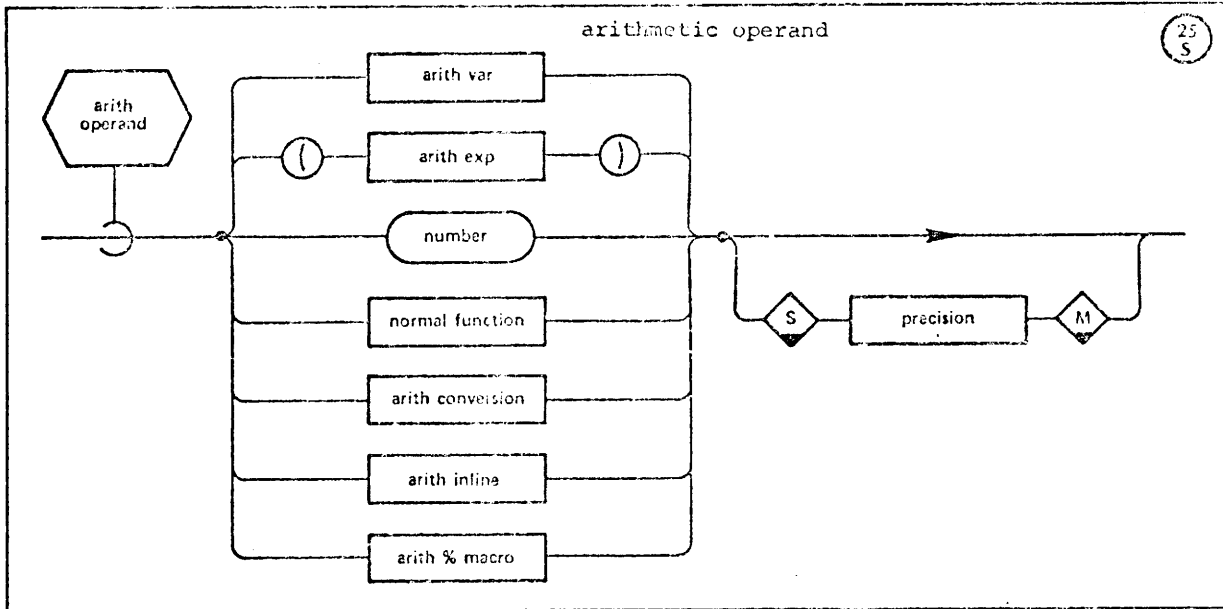 arithmetic operand
25
S
arith
operand
arith var
( arith exp )
number
normal function
S precision M
arith conversion
arith inline
arith % macro